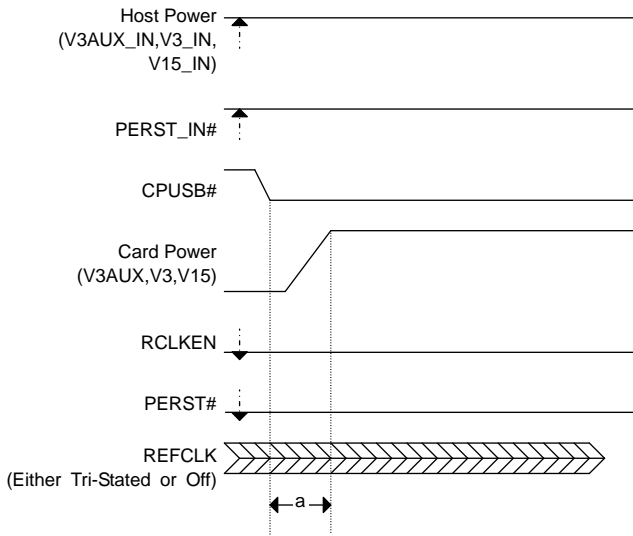 Host Power
(V3AUX_IN,V3_IN,
V15_IN)
PERST_IN#
CPUSB#
Card Power
(V3AUX,V3,V15)
RCLKEN
PERST#
REFCLK
(Either Tri-Stated or Off)
a